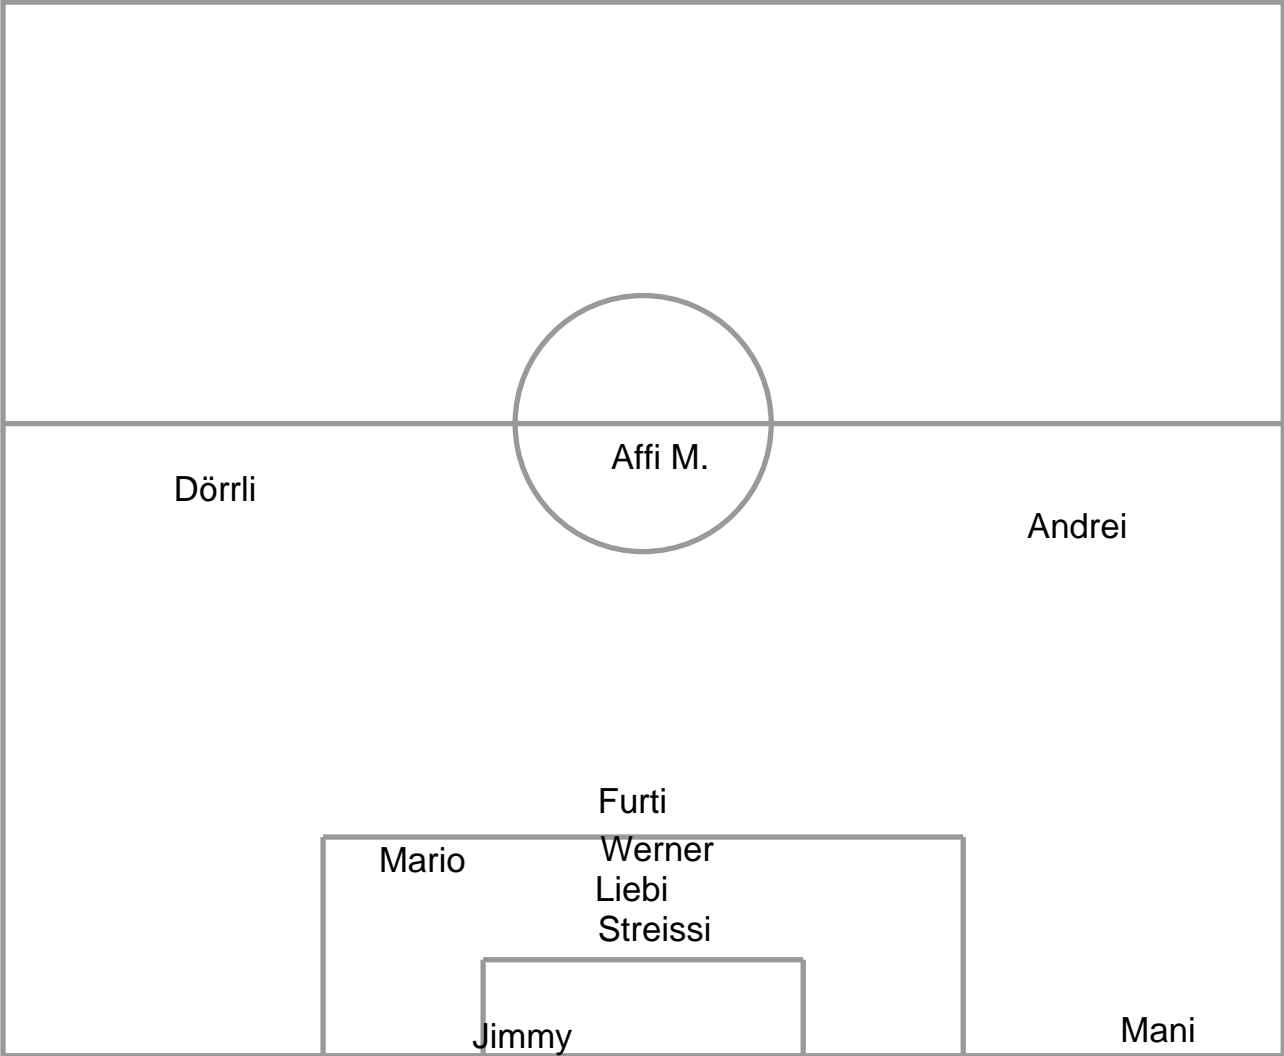 Affi M.
Dörrli
Andrei
Furti
Werner
Mario
Liebi
Streissi
Mani
Jimmy